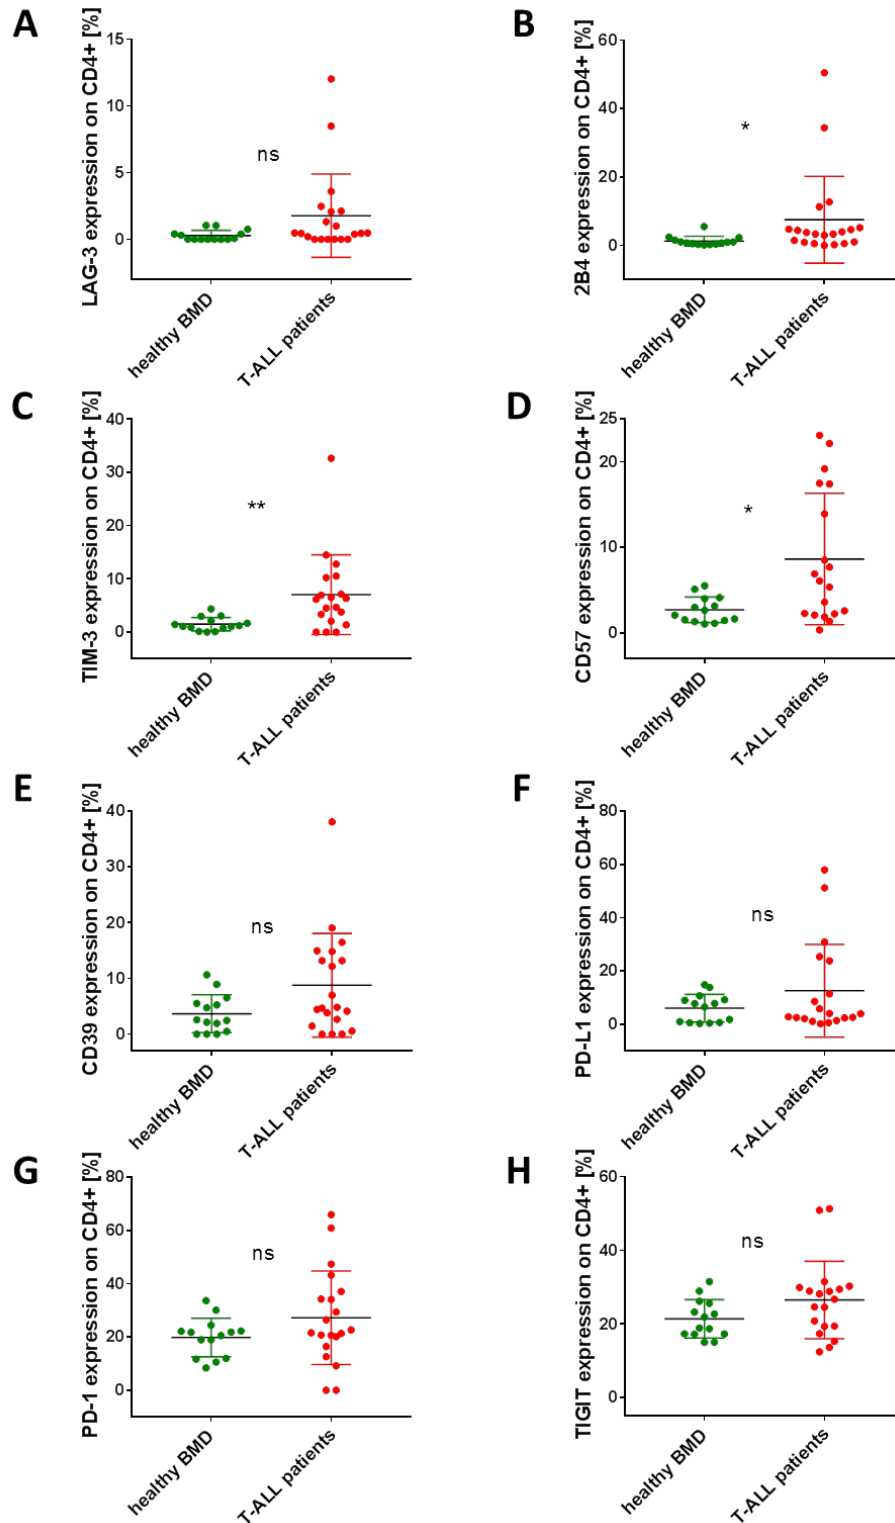 A
LAG-3 expression on CD4+ [%]
15
10
5
0
ns
healthy BMD
T-ALL patients
B
2B4 expression on CD4+ [%]
60
40
20
0
*
healthy BMD
T-ALL patients
C
TIM-3 expression on CD4+ [%]
40
30
20
10
0
**
healthy BMD
T-ALL patients
D
CD57 expression on CD4+ [%]
25
20
10
0
*
healthy BMD
T-ALL patients
E
CD39 expression on CD4+ [%]
40
20
10
0
ns
healthy BMD
T-ALL patients
F
PD-L1 expression on CD4+ [%]
80
60
40
20
0
ns
healthy BMD
T-ALL patients
G
PD-1 expression on CD4+ [%]
80
60
40
20
0
ns
healthy BMD
T-ALL patients
H
TIGIT expression on CD4+ [%]
60
40
20
0
ns
healthy BMD
T-ALL patients